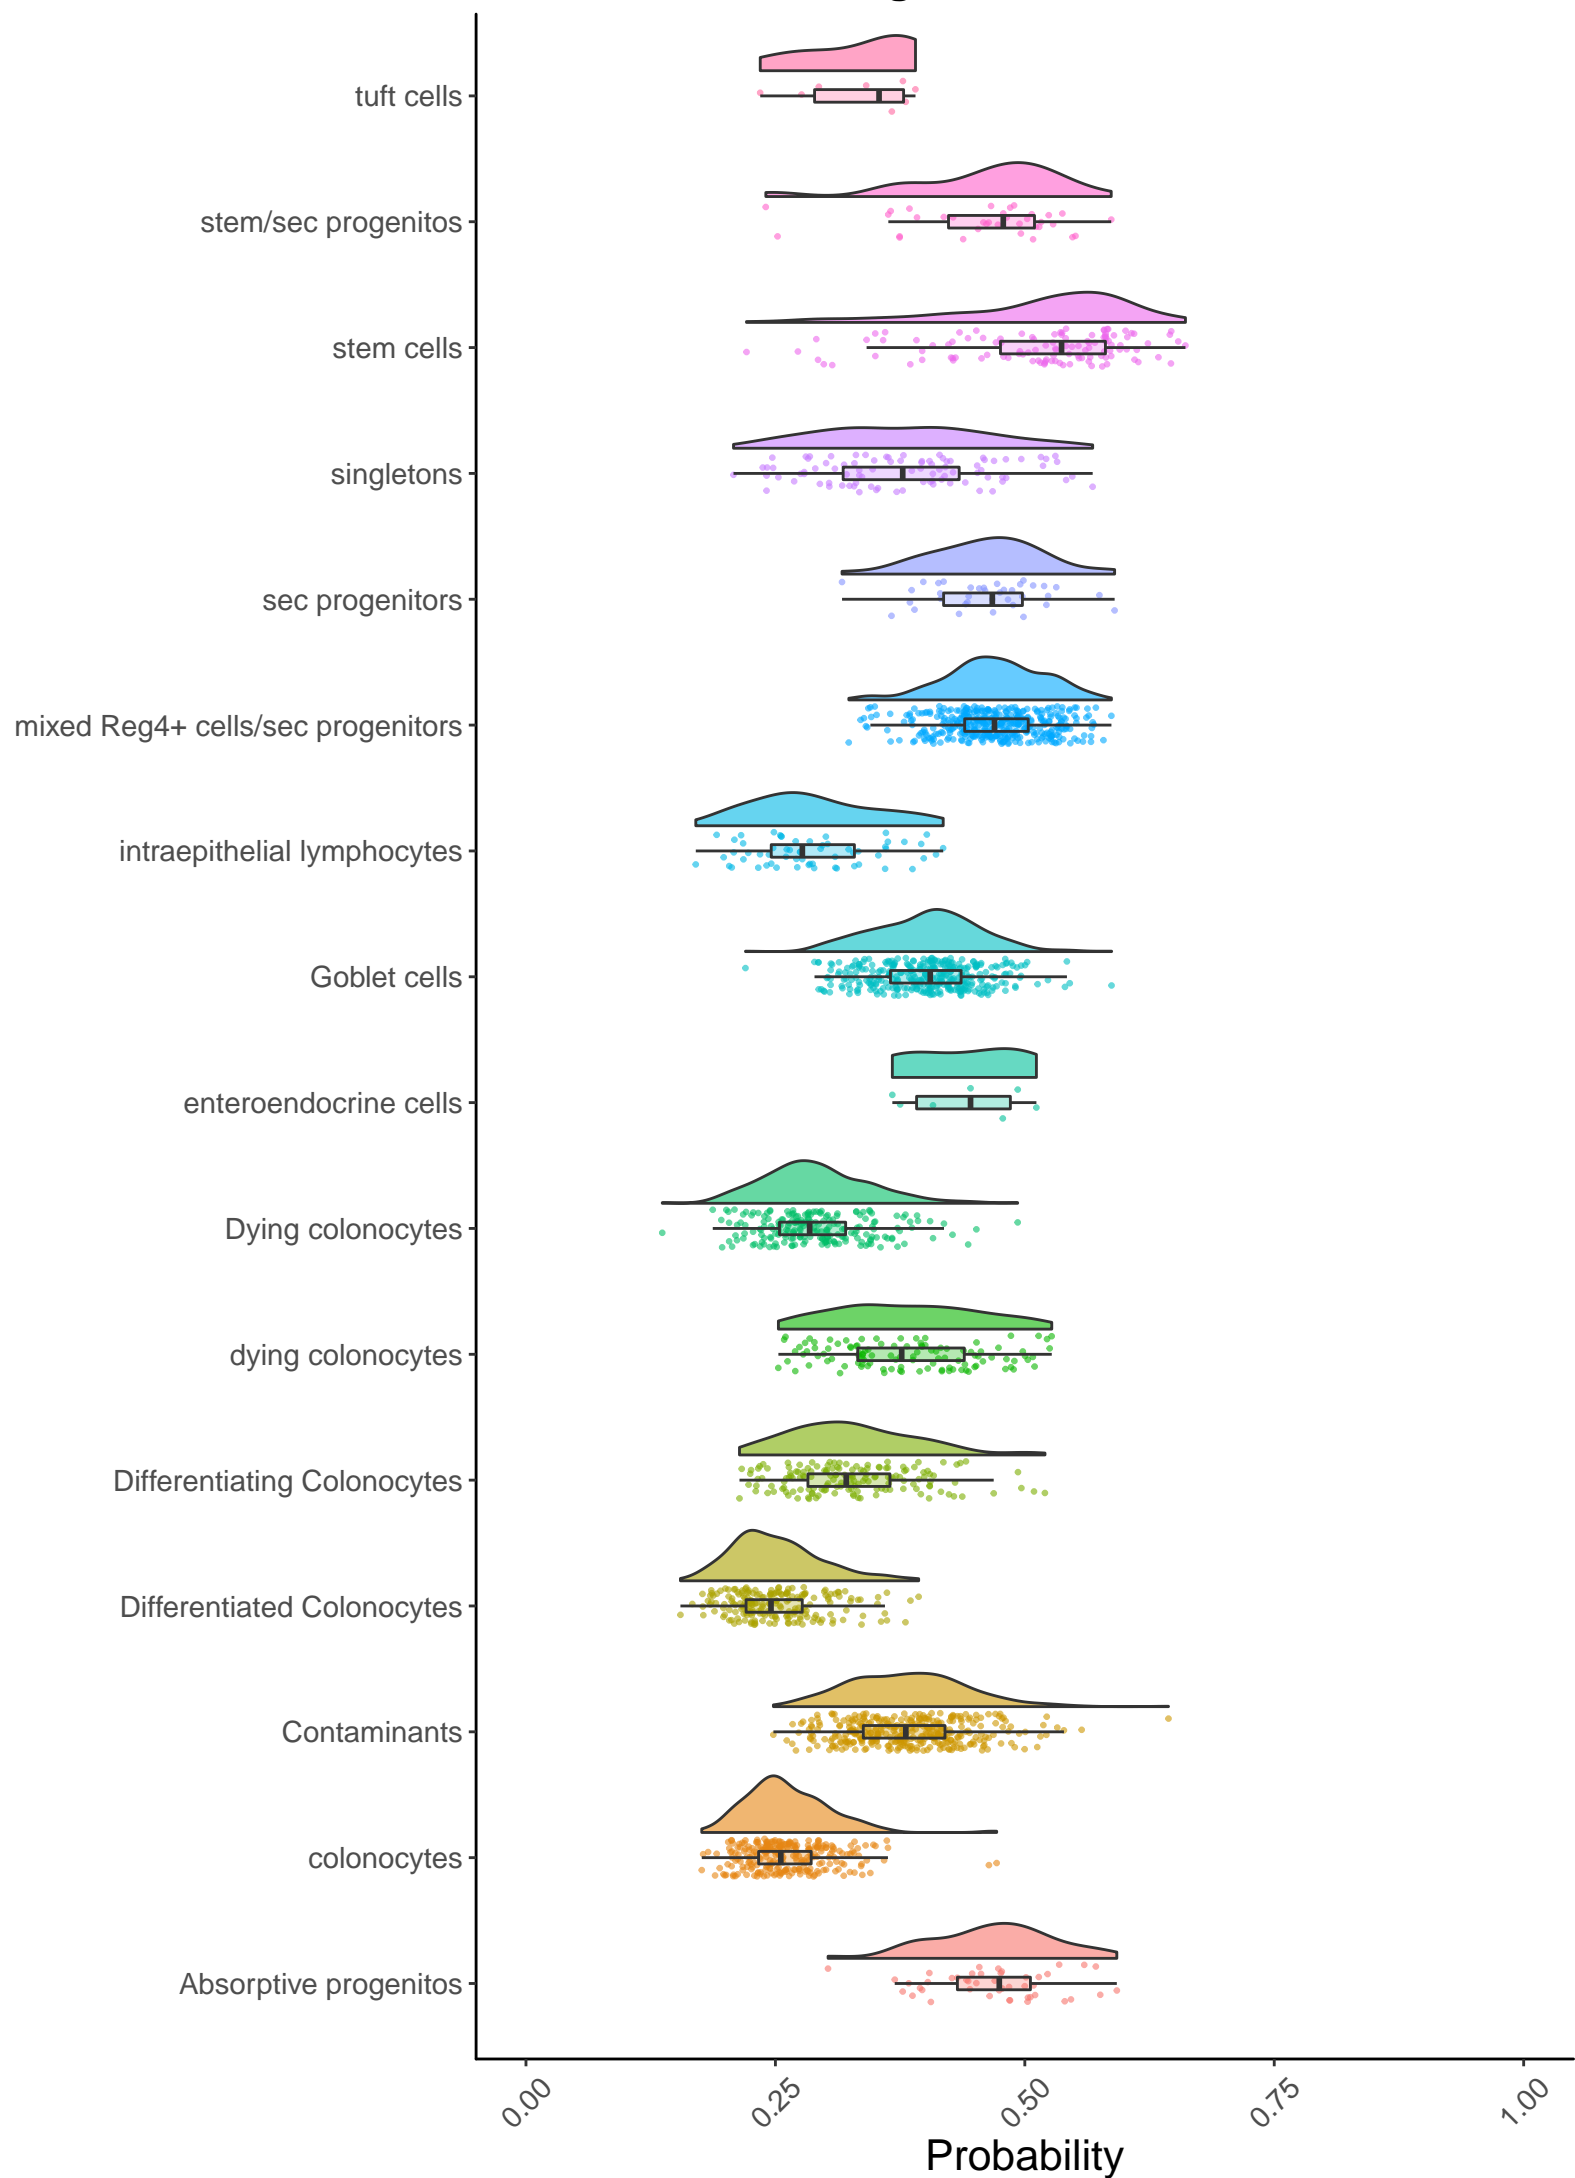 tuft cells
stem/sec progenitos
stem cells
singletons
sec progenitors
mixed Reg4+ cells/sec progenitors
intraepithelial lymphocytes
Goblet cells
enteroendocrine cells
Dying colonocytes
dying colonocytes
Differentiating Colonocytes
Differentiated Colonocytes
Contaminants
colonocytes
Absorptive progenitos
0.00 0.25 0.50 0.75 1.00
Probability